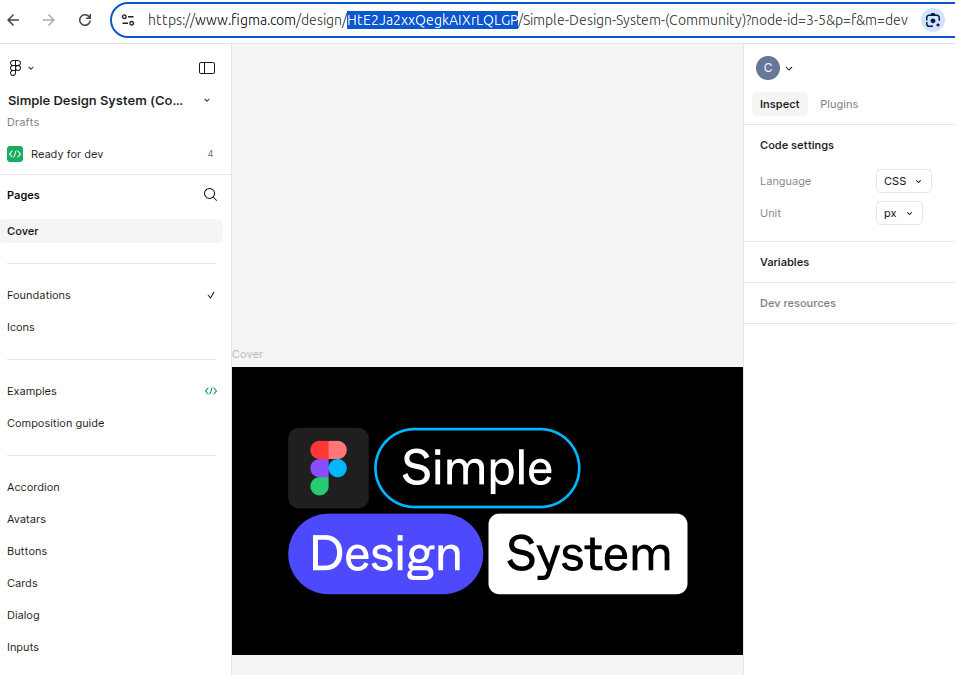 https://www.figma.com/design/HtE2Ja2xxQegkAIXrLQLGP/Simple-Design-System-(Community)?node-id=3-5&p=f&m=dev
Simple Design System (Co...
Drafts
Ready for dev 4
Pages
Cover
Foundations
Icons
Examples
Composition guide
Accordion
Avatars
Buttons
Cards
Dialog
Inputs
Cover
Simple
Design System
C
Inspect Plugins
Code settings
Language CSS
Unit px
Variables
Dev resources